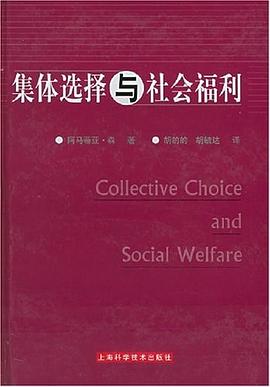 集体选择与社会福利
●阿马蒂亚·森 著 ●胡的的 胡毓达 译
Collective Choice
and
Social Welfare
上海科学技术出版社